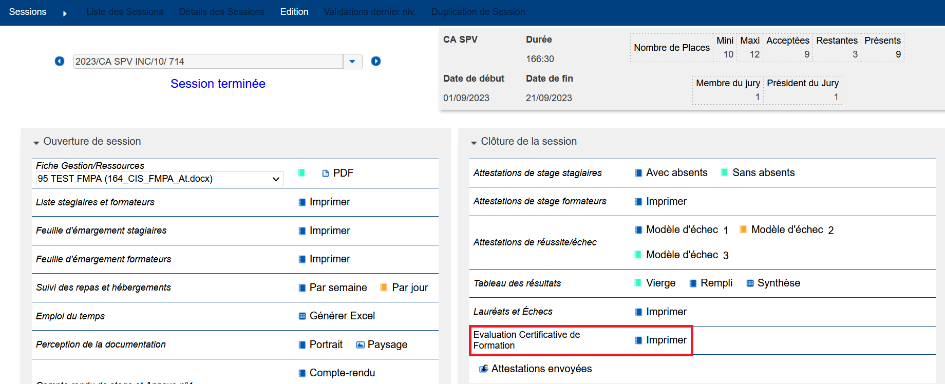 Sessions Liste des Sessions Détails des Sessions Edition Validations dernier niv. Duplication de Session
2023/CA SPV INC/10/ 714
Session terminée
CA SPV Durée
166:30
Date de début Date de fin
01/09/2023 21/09/2023
Mini Maxi Acceptées Restantes Présents
Nombre de Places 10 12 9 3 9
Membre du jury Président du Jury
1 1
Ouverture de session
Fiche Gestion/Ressources
95 TEST FMPA (164_CIS_FMPA_At.docx) PDF
Liste stagiaires et formateurs Imprimer
Feuille d'émargement stagiaires Imprimer
Feuille d'émargement formateurs Imprimer
Suivi des repas et hébergements Par semaine Par jour
Emploi du temps Générer Excel
Perception de la documentation Portrait Paysage
Compte-rendu
Clôture de la session
Attestations de stage stagiaires Avec absents Sans absents
Attestations de stage formateurs Imprimer
Attestations de réussite/échec Modèle d'échec 1 Modèle d'échec 2
Modèle d'échec 3
Tableau des résultats Vierge Rempli Synthèse
Lauréats et Échecs Imprimer
Evaluation Certificative de
Formation Imprimer
Attestations envoyées